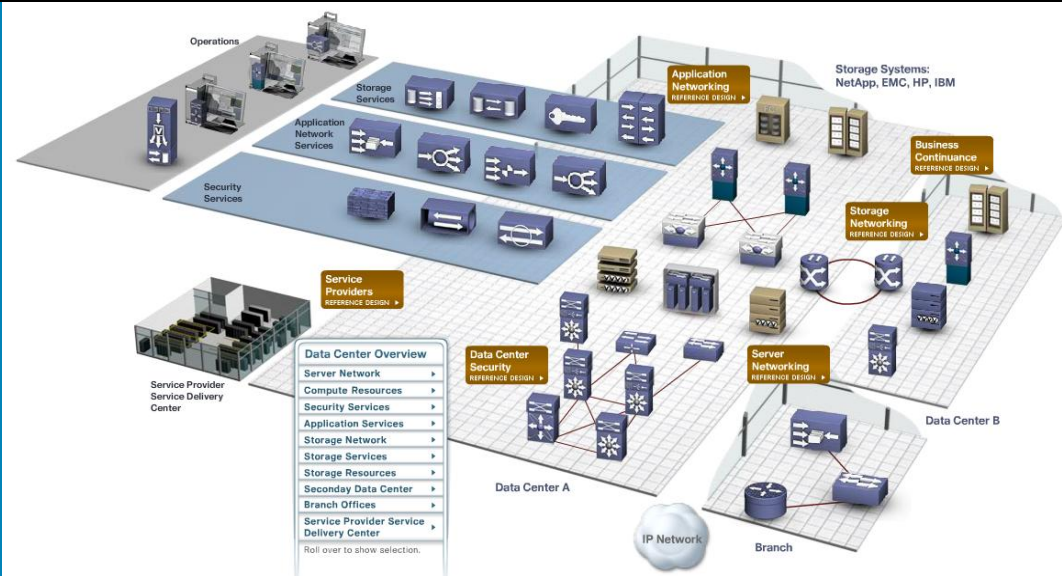 Operations
Storage
Services
Application
Network
Services
Security
Services
Application
Networking
REFERENCE DESIGN
Storage Systems:
NetApp, EMC, HP, IBM
Business
Continuance
REFERENCE DESIGN
Storage
Networking
REFERENCE DESIGN
Service
Providers
REFERENCE DESIGN
Service Provider
Service Delivery
Center
Data Center Overview
Server Network
Compute Resources
Security Services
Application Services
Storage Network
Storage Services
Storage Resources
Seconday Data Center
Branch Offices
Service Provider Service
Delivery Center
Roll over to show selection.
Data Center
Security
REFERENCE DESIGN
Server
Networking
REFERENCE DESIGN
Data Center B
Data Center A
IP Network
Branch